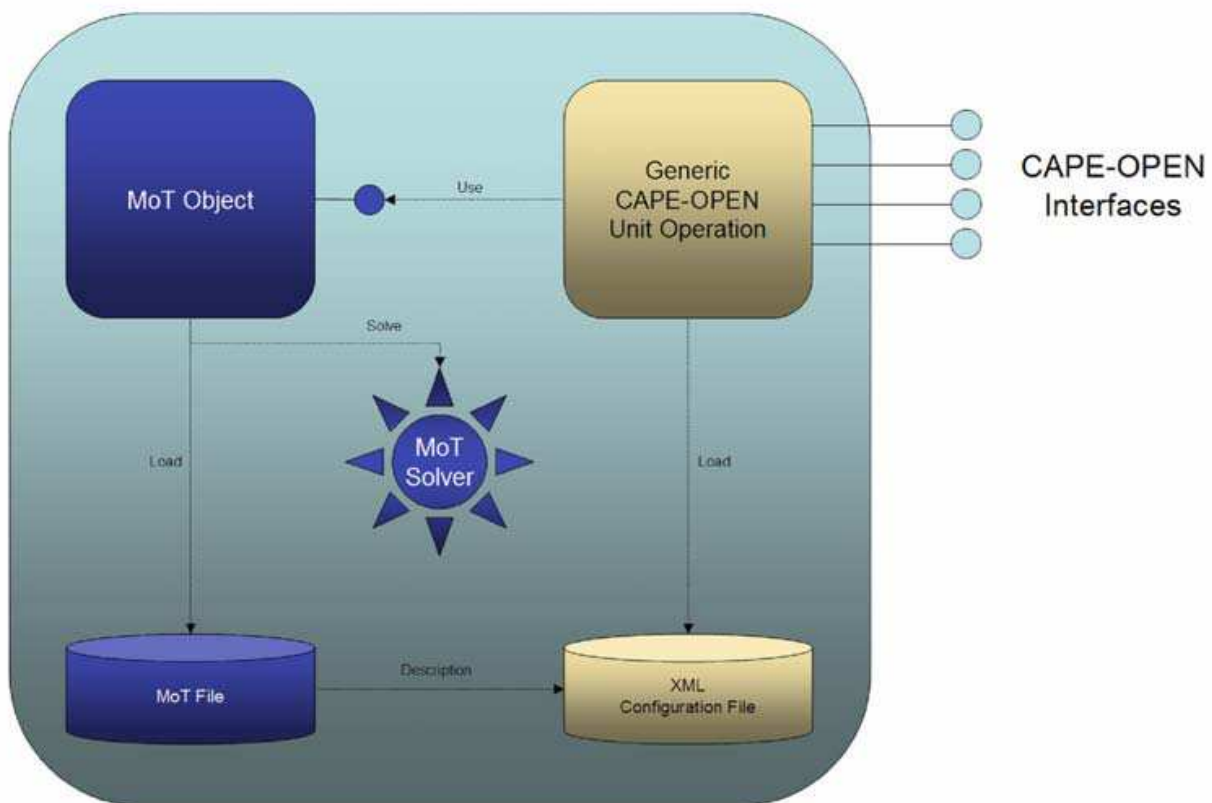 MoT Object
Use
Generic
CAPE-OPEN
Unit Operation
CAPE-OPEN
Interfaces
Solve
MoT
Solver
Load
Load
MoT File
Description
XML
Configuration File